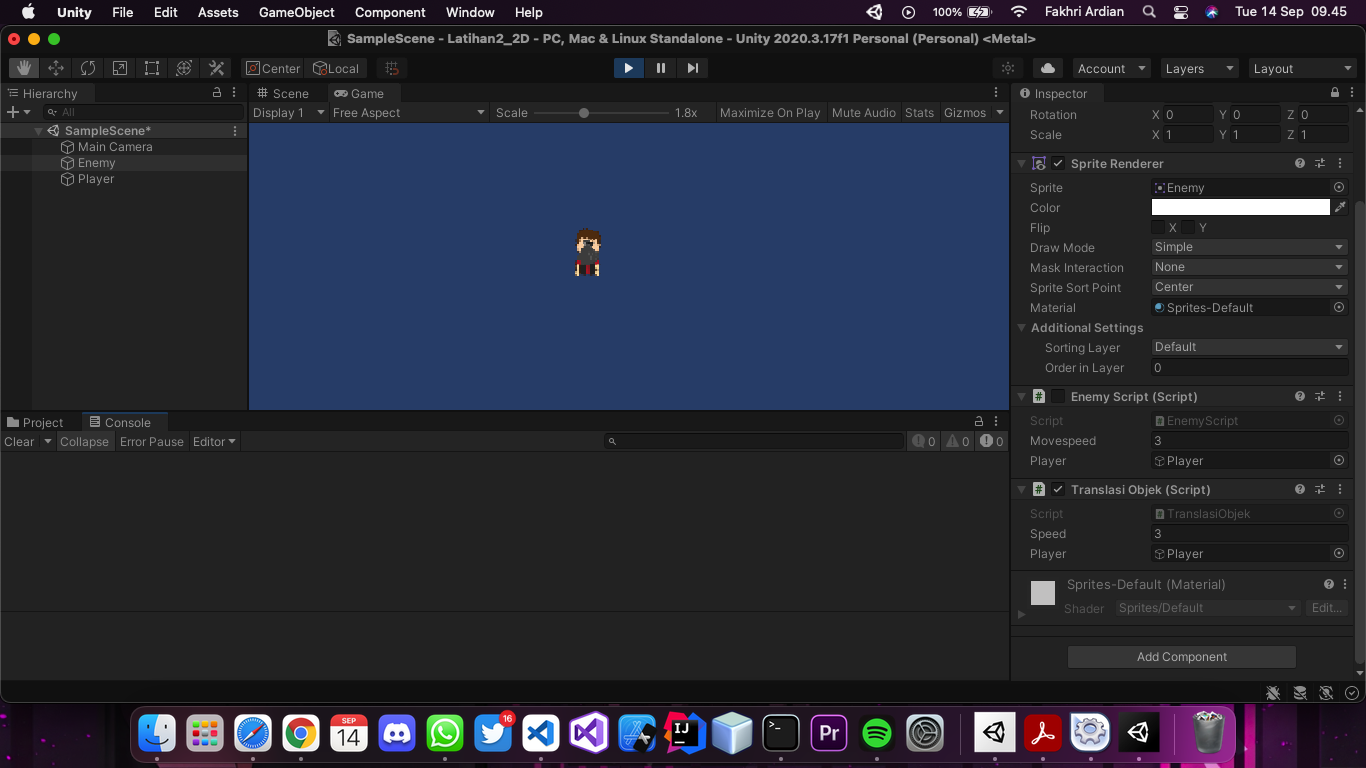 Unity File Edit Assets GameObject Component Window Help 100% Fakhri Ardian Tue 14 Sep 09.45
SampleScene - Latihan2_2D - PC, Mac & Linux Standalone - Unity 2020.3.17f1 Personal (Personal) <Metal>
Center Local Account Layers Layout
Hierarchy
All
SampleScene*
Main Camera
Enemy
Player
Scene Game
Display 1 Free Aspect Scale 1.8x Maximize On Play Mute Audio Stats Gizmos
Project Console
Clear Collapse Error Pause Editor 0 0 0
Inspector
Rotation X 0 Y 0 Z 0
Scale X 1 Y 1 Z 1
Sprite Renderer
Sprite Enemy
Color
Flip X Y
Draw Mode Simple
Mask Interaction None
Sprite Sort Point Center
Material Sprites-Default
Additional Settings
Sorting Layer Default
Order in Layer 0
# Enemy Script (Script)
Script EnemyScript
Movespeed 3
Player Player
# Translasi Objek (Script)
Script TranslasiObjek
Speed 3
Player Player
Sprites-Default (Material)
Shader Sprites/Default Edit...
Add Component
SEP
14
16
IJ
>_
Pr